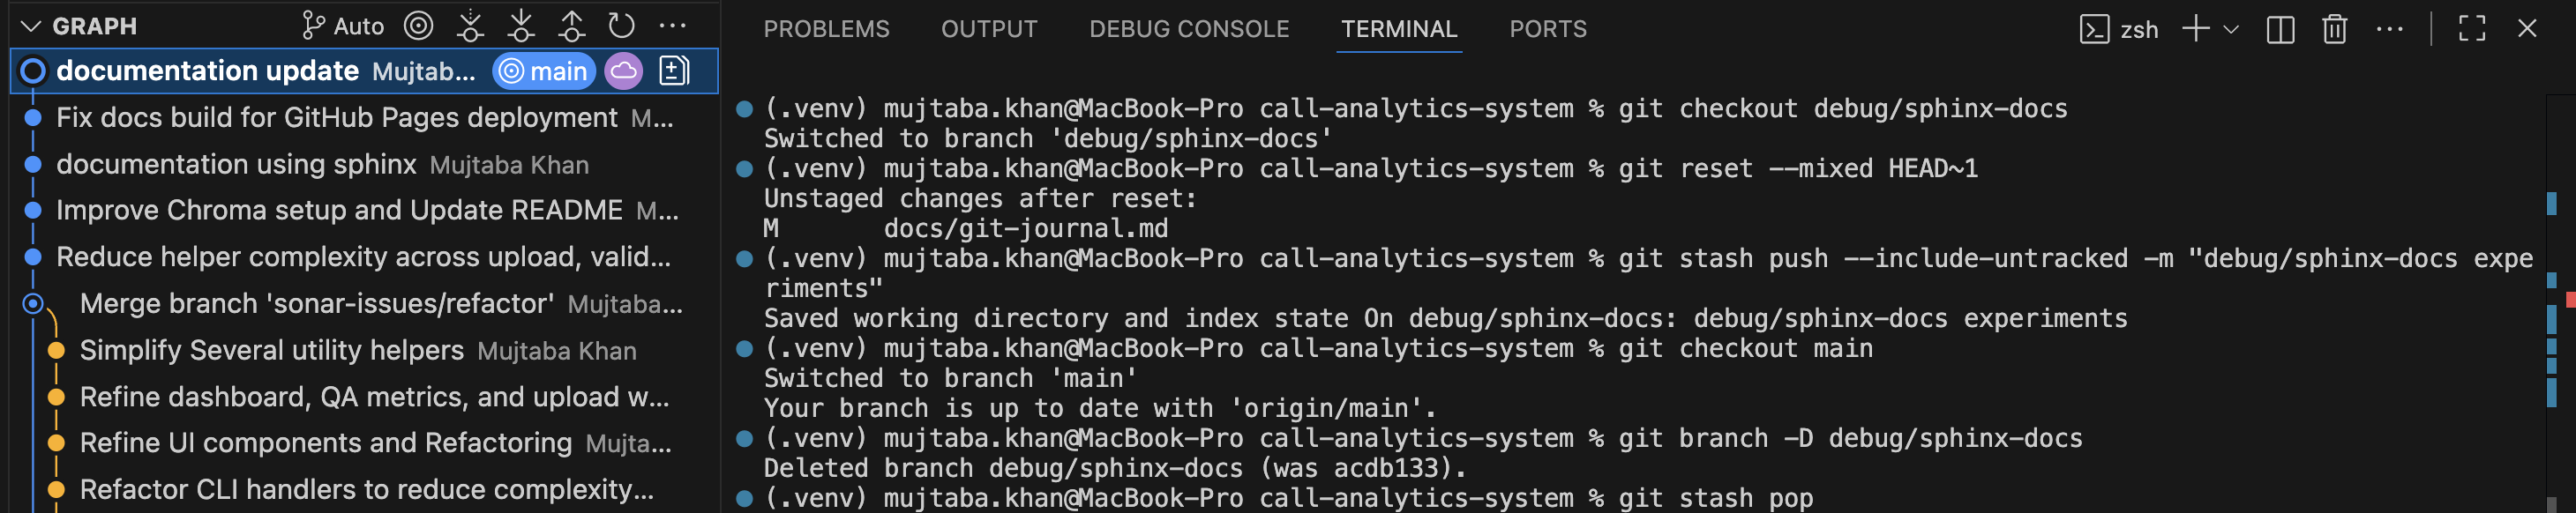 GRAPH Auto
documentation update Mujtab... main
Fix docs build for GitHub Pages deployment M...
documentation using sphinx Mujtaba Khan
Improve Chroma setup and Update README M...
Reduce helper complexity across upload, valid...
Merge branch 'sonar-issues/refactor' Mujtaba...
Simplify Several utility helpers Mujtaba Khan
Refine dashboard, QA metrics, and upload w...
Refine UI components and Refactoring Mujta...
Refactor CLI handlers to reduce complexity...
PROBLEMS OUTPUT DEBUG CONSOLE TERMINAL PORTS zsh
(.venv) mujtaba.khan@MacBook-Pro call-analytics-system % git checkout debug/sphinx-docs
Switched to branch 'debug/sphinx-docs'
(.venv) mujtaba.khan@MacBook-Pro call-analytics-system % git reset --mixed HEAD~1
Unstaged changes after reset:
M docs/git-journal.md
(.venv) mujtaba.khan@MacBook-Pro call-analytics-system % git stash push --include-untracked -m "debug/sphinx-docs expe
riments"
Saved working directory and index state On debug/sphinx-docs: debug/sphinx-docs experiments
(.venv) mujtaba.khan@MacBook-Pro call-analytics-system % git checkout main
Switched to branch 'main'
Your branch is up to date with 'origin/main'.
(.venv) mujtaba.khan@MacBook-Pro call-analytics-system % git branch -D debug/sphinx-docs
Deleted branch debug/sphinx-docs (was acdb133).
(.venv) mujtaba.khan@MacBook-Pro call-analytics-system % git stash pop